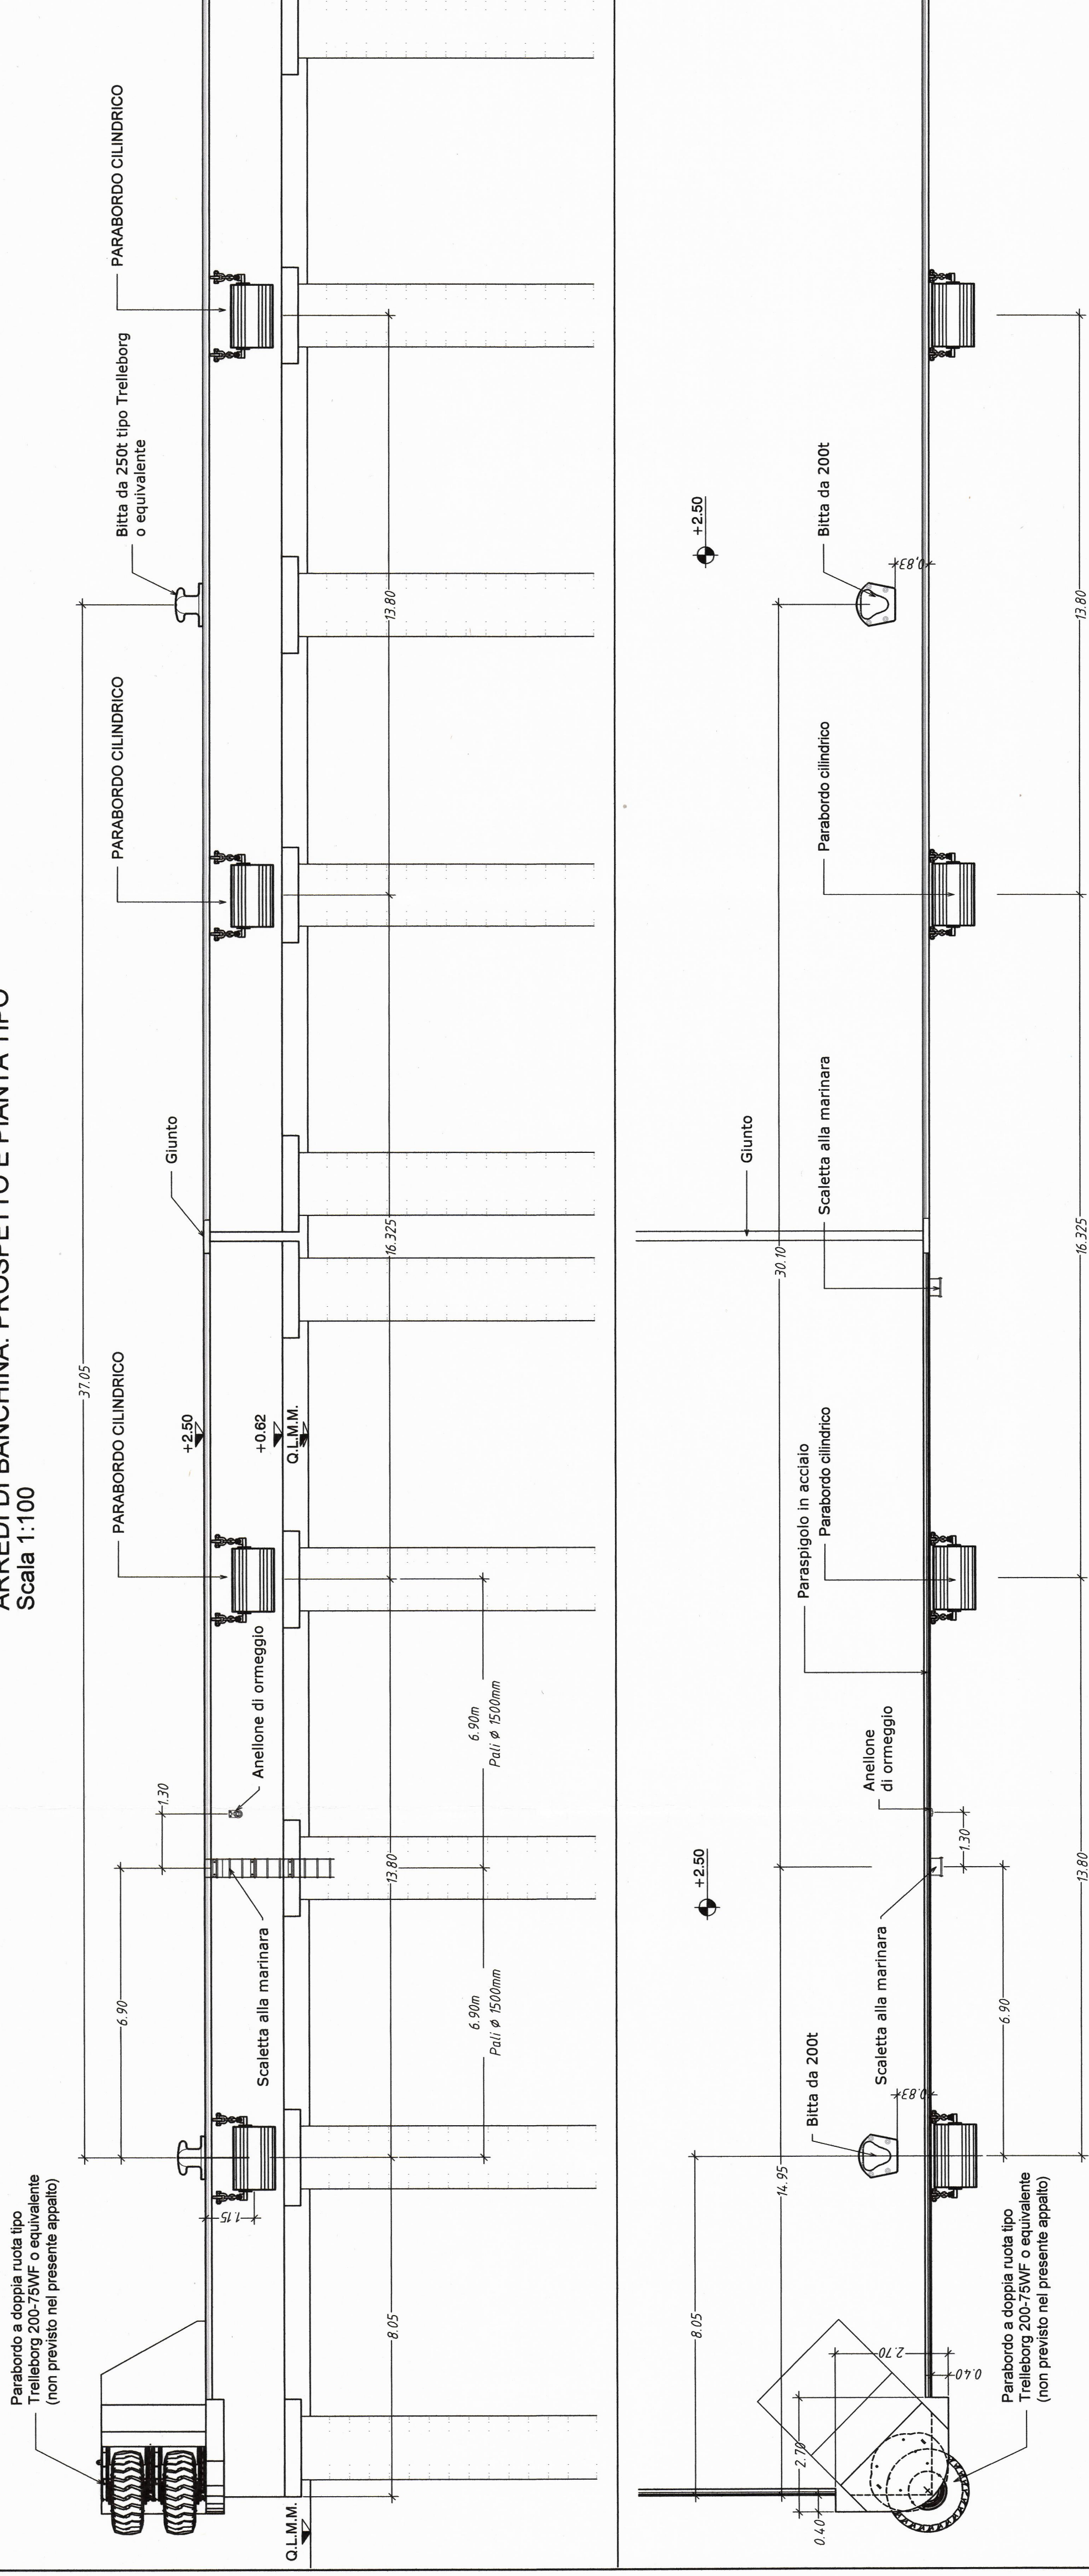 ARREDI DI BANCHINA: PROSPETTO E PIANTA TIPO
Scala 1:100
Parabordo a doppia ruota tipo
Trelleborg 200-75WF o equivalente
(non previsto nel presente appalto)
37.05
6.90
1.30
PARABORDO CILINDRICO
PARABORDO CILINDRICO
Bitta da 250t tipo Trelleborg
o equivalente
PARABORDO CILINDRICO
Giunto
+2.50
1.15
Scaletta alla marinara
Anellone di ormeggio
+0.62
Q.L.M.M.
Q.L.M.M.
8.05
13.80
16.325
13.80
6.90m
Pali Ø 1500mm
6.90m
Pali Ø 1500mm
8.05
+2.50
+2.50
14.95
30.10
Giunto
2.70
0.40
2.70
0.40
Bitta da 200t
0.83
Scaletta alla marinara
Anellone
di ormeggio
Paraspigolo in acciaio
Parabordo cilindrico
Scaletta alla marinara
Parabordo cilindrico
Bitta da 200t
0,83
1.30
6.90
Parabordo a doppia ruota tipo
Trelleborg 200-75WF o equivalente
(non previsto nel presente appalto)
13.80
16.325
13.80